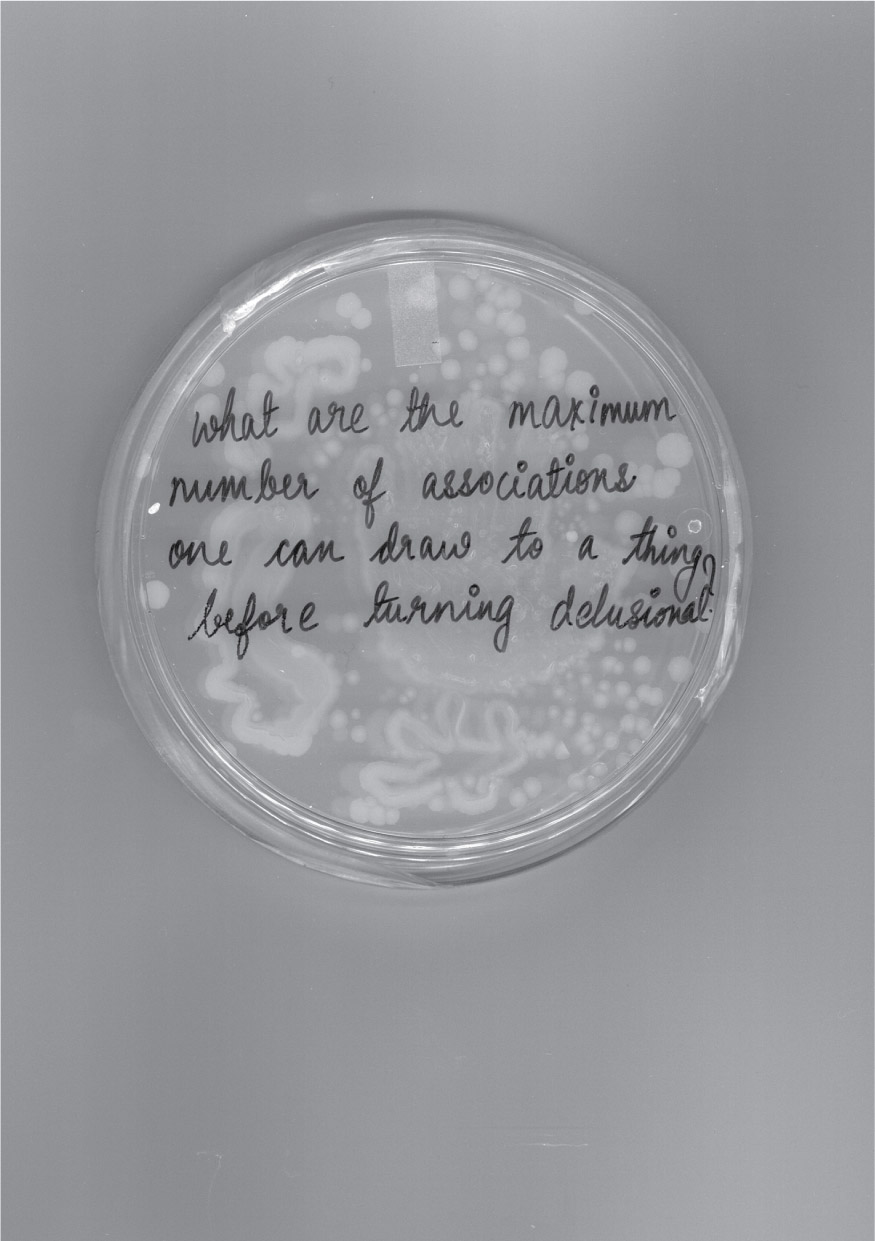 what are the maximum
number of associations
one can draw to a thing
before turning delusional?